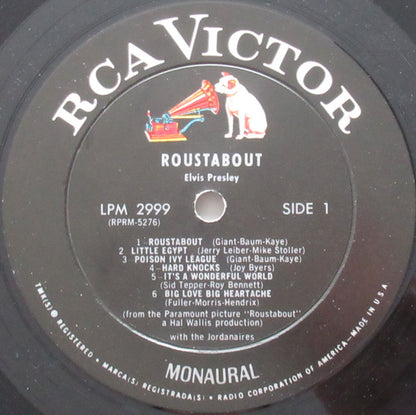 RCA VICTOR
ROUSTABOUT
Elvis Presley
LPM 2999
(RPRM-5276)
SIDE 1
1 ROUSTABOUT (Giant-Baum-Kaye)
2 LITTLE EGYPT (Jerry Leiber-Mike Stoller)
3 POISON IVY LEAGUE (Giant-Baum-Kaye)
4 HARD KNOCKS (Joy Byers)
5 IT'S A WONDERFUL WORLD
(Sid Tepper-Roy Bennett)
6 BIG LOVE BIG HEARTACHE
(Fuller-Morris-Hendrix)
(from the Paramount picture "Roustabout"
a Hal Wallis production)
with the Jordanaires
MONAURAL
TMK(S) ® REGISTERED • MARCA(S) REGISTRADA(S) • RADIO CORPORATION OF AMERICA—MADE IN U.S.A.